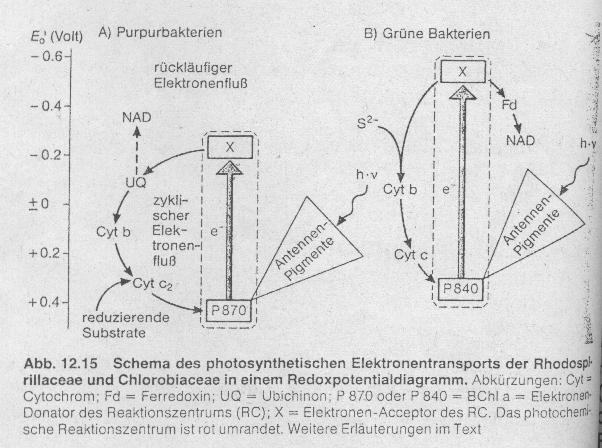 E₀' (Volt)
A) Purpurbakterien
B) Grüne Bakterien
−0.6
−0.4
−0.2
±0
+0.2
+0.4
rückläufiger
Elektronenfluß
NAD
X
UQ
zykli-
scher
Elek-
tronen-
fluß
e⁻
h·ν
Antennen-
Pigmente
Cyt b
Cyt c₂
P870
reduzierende
Substrate
X
Fd
NAD
S²⁻
h·ν
Cyt b
e⁻
Antennen-
Pigmente
Cyt c
P840
Abb. 12.15 Schema des photosynthetischen Elektronentransports der Rhodospi-
rillaceae und Chlorobiaceae in einem Redoxpotentialdiagramm. Abkürzungen: Cyt =
Cytochrom; Fd = Ferredoxin; UQ = Ubichinon; P 870 oder P 840 = BChl a = Elektronen-
Donator des Reaktionszentrums (RC); X = Elektronen-Acceptor des RC. Das photochemi-
sche Reaktionszentrum ist rot umrandet. Weitere Erläuterungen im Text